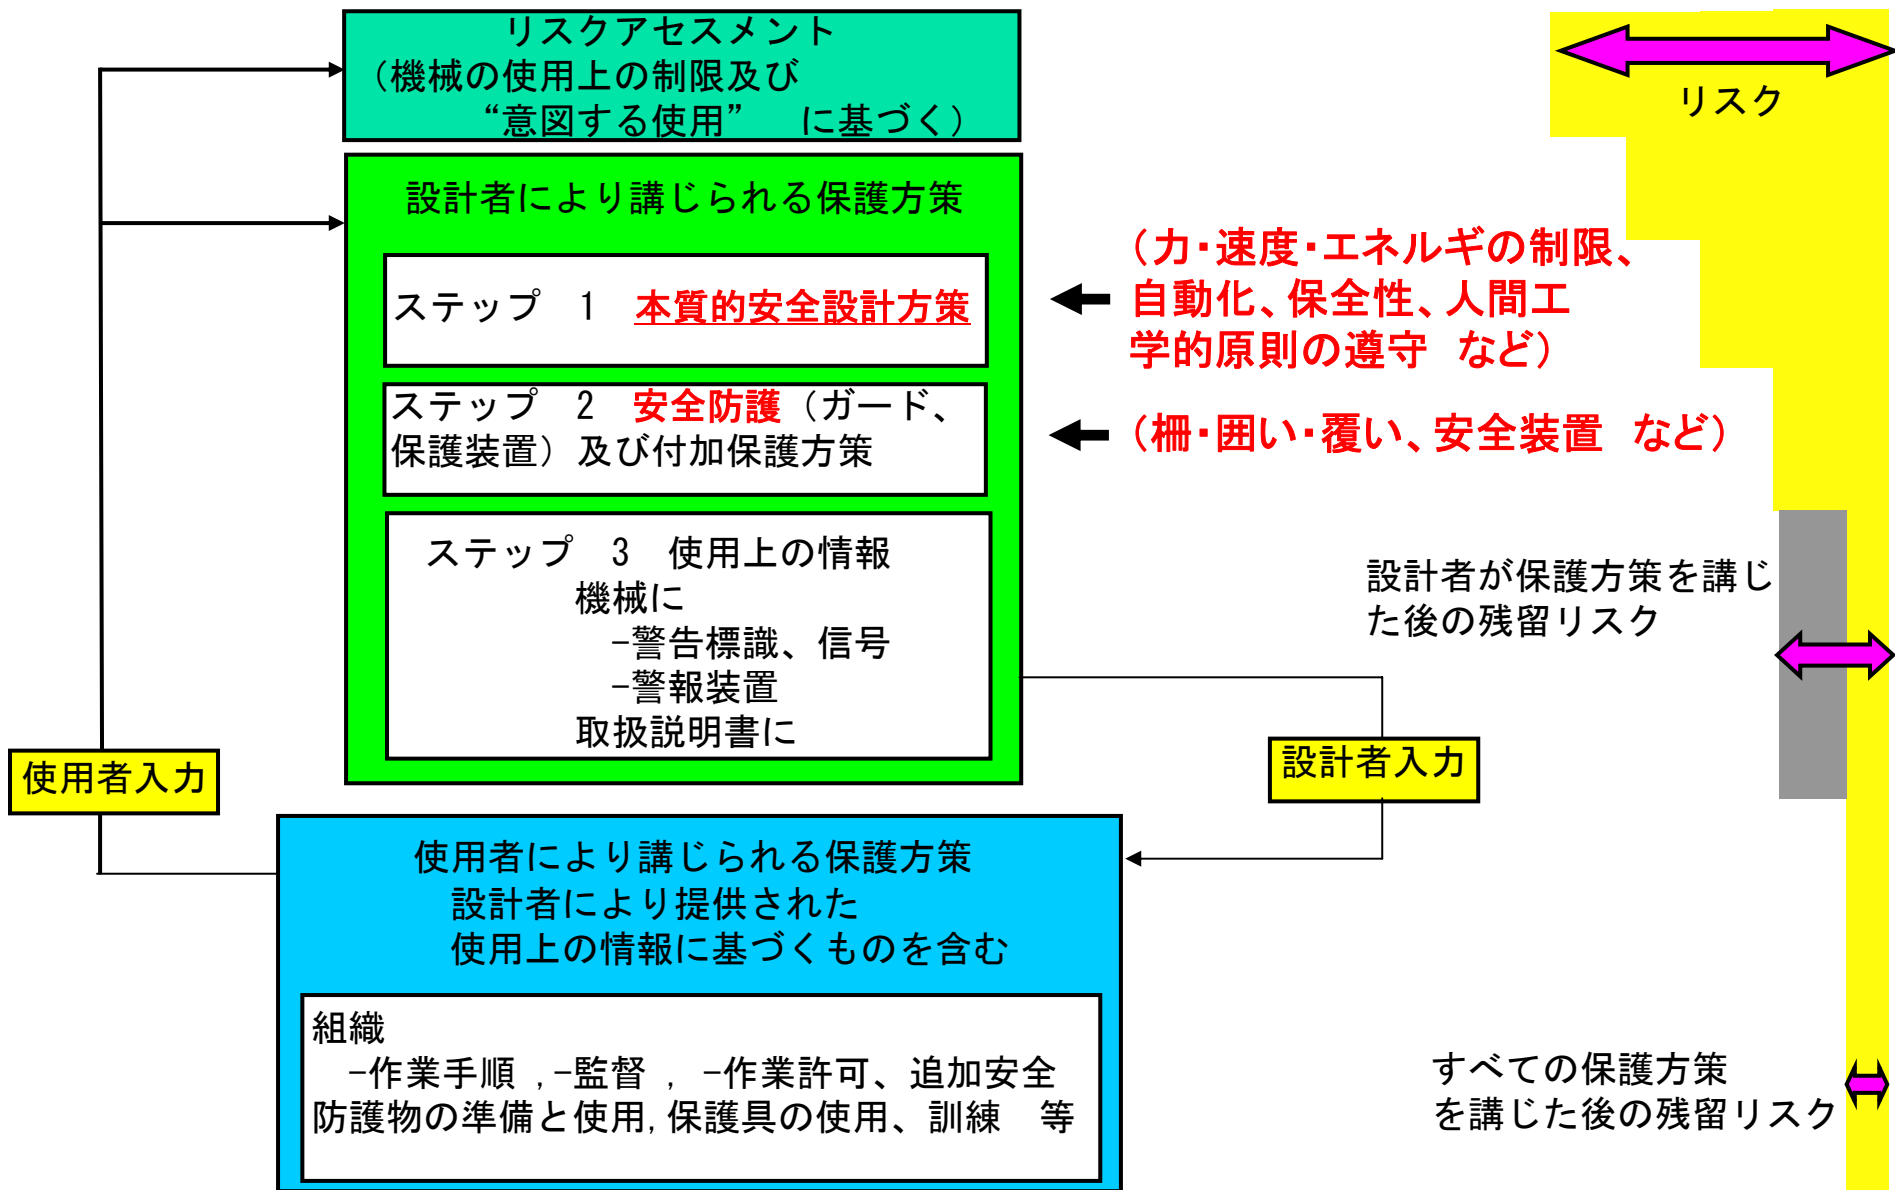 リスクアセスメント
（機械の使用上の制限及び
“意図する使用”　に基づく）
リスク
設計者により講じられる保護方策
ステップ　1　本質的安全設計方策
（力・速度・エネルギの制限、
自動化、保全性、人間工
学的原則の遵守　など）
ステップ　2　安全防護（ガード、
保護装置）及び付加保護方策
（柵・囲い・覆い、安全装置　など）
ステップ　3　使用上の情報
機械に
－警告標識、信号
－警報装置
取扱説明書に
設計者が保護方策を講じ
た後の残留リスク
使用者入力
設計者入力
使用者により講じられる保護方策
設計者により提供された
使用上の情報に基づくものを含む
組織
－作業手順 ,－監督 , －作業許可、追加安全
防護物の準備と使用,保護具の使用、訓練　等
すべての保護方策
を講じた後の残留リスク